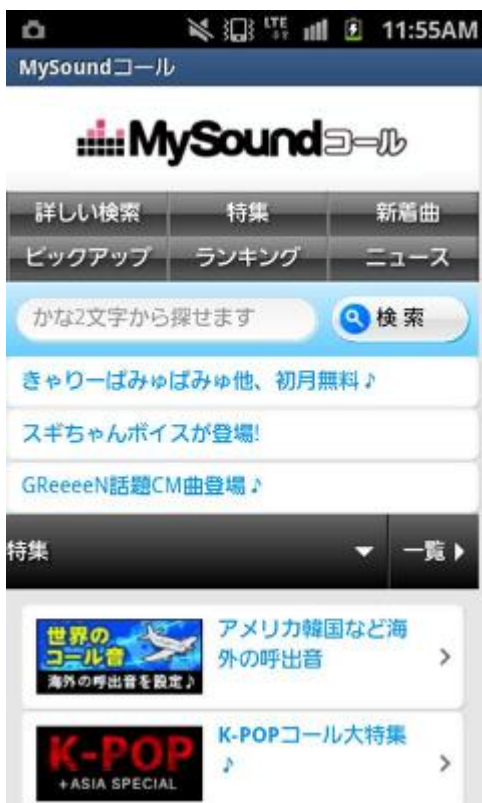 LTE 11:55AM
MySoundコール
MySoundコール
詳しい検索 特集 新着曲
ピックアップ ランキング ニュース
かな2文字から探せます 検索
きゃりーぱみゅぱみゅ他、初月無料♪
スギちゃんボイスが登場!
GReeeeN話題CM曲登場♪
特集 一覧
世界の
コール音
海外の呼出音を設定♪
アメリカ韓国など海
外の呼出音
K-POP
+ASIA SPECIAL
K-POPコール大特集
♪